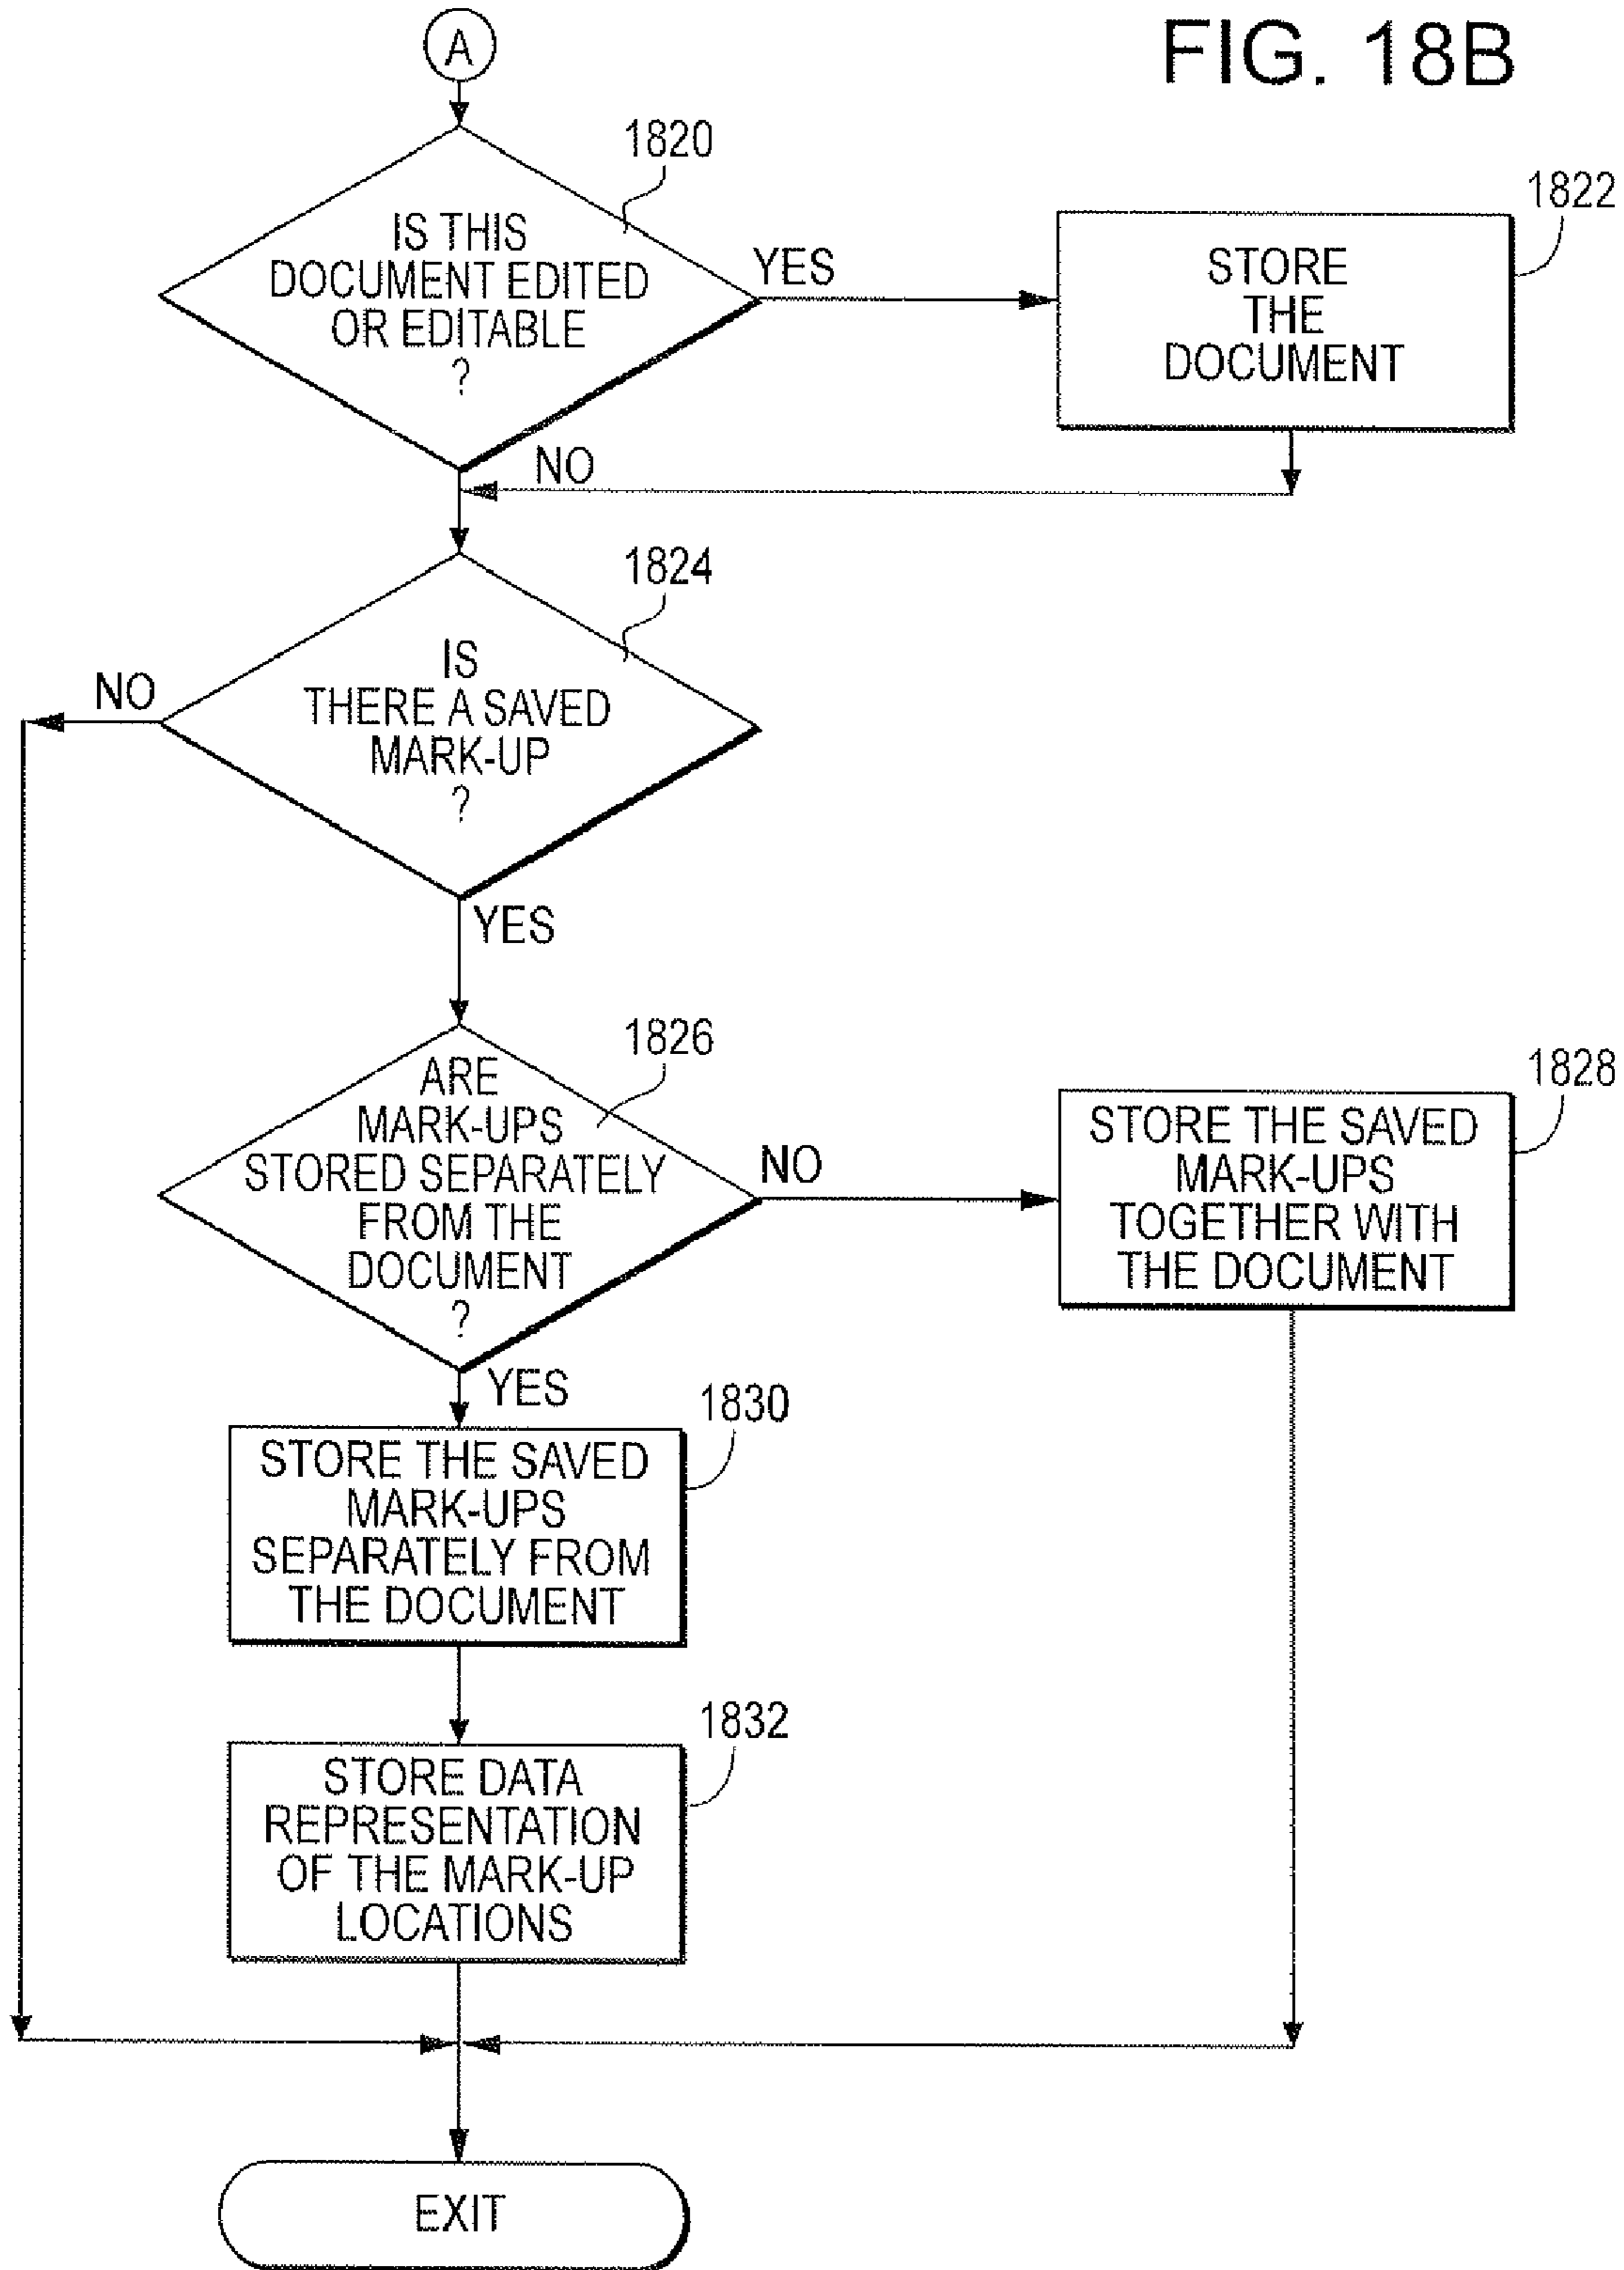 FIG. 18B
A
1820
IS THIS
DOCUMENT EDITED
OR EDITABLE
?
YES
1822
STORE
THE
DOCUMENT
NO
1824
IS
THERE A SAVED
MARK-UP
?
NO
YES
1826
ARE
MARK-UPS
STORED SEPARATELY
FROM THE
DOCUMENT
?
NO
1828
STORE THE SAVED
MARK-UPS
TOGETHER WITH
THE DOCUMENT
YES
1830
STORE THE SAVED
MARK-UPS
SEPARATELY FROM
THE DOCUMENT
1832
STORE DATA
REPRESENTATION
OF THE MARK-UP
LOCATIONS
EXIT